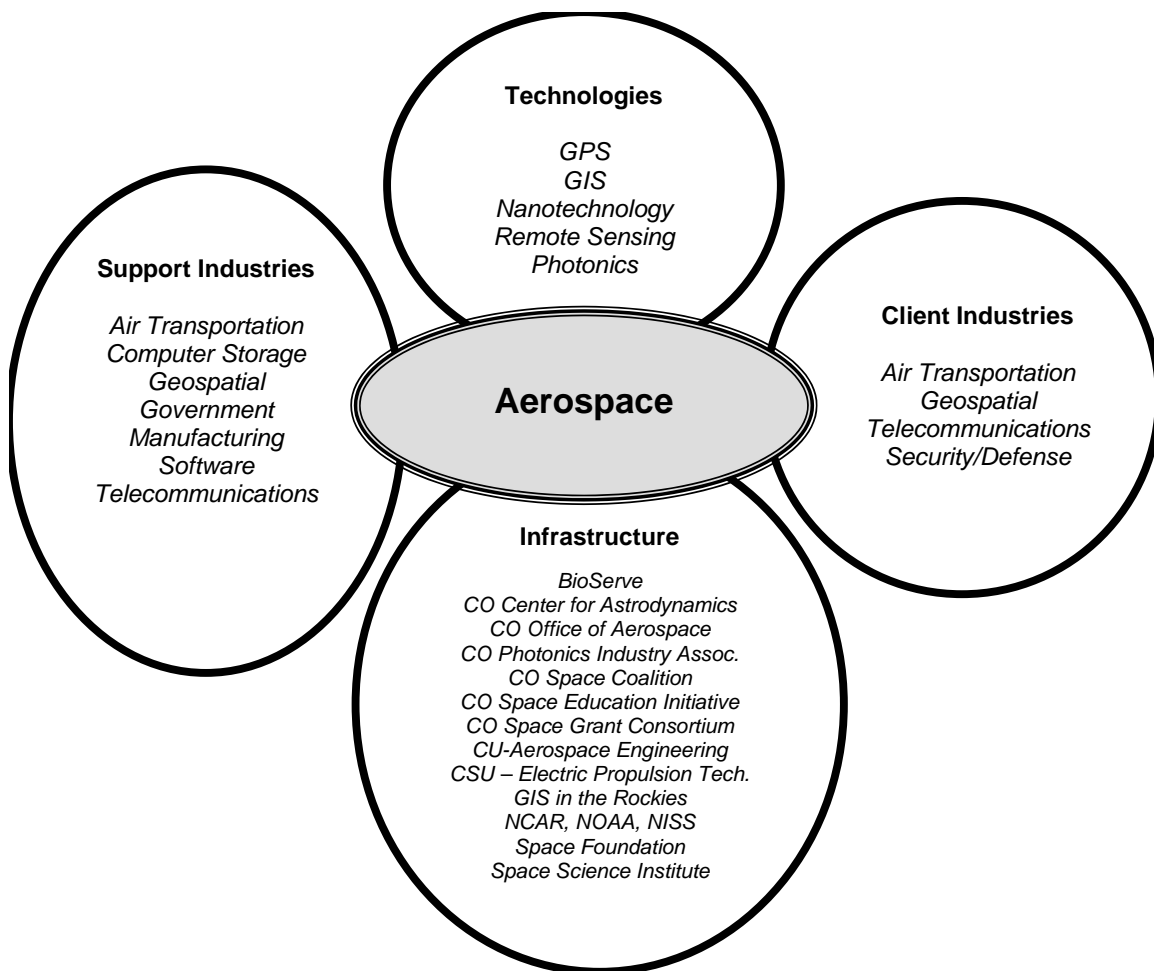 Technologies
GPS
GIS
Nanotechnology
Remote Sensing
Photonics
Support Industries
Air Transportation
Computer Storage
Geospatial
Government
Manufacturing
Software
Telecommunications
Client Industries
Air Transportation
Geospatial
Telecommunications
Security/Defense
Aerospace
Infrastructure
BioServe
CO Center for Astrodynamics
CO Office of Aerospace
CO Photonics Industry Assoc.
CO Space Coalition
CO Space Education Initiative
CO Space Grant Consortium
CU-Aerospace Engineering
CSU – Electric Propulsion Tech.
GIS in the Rockies
NCAR, NOAA, NISS
Space Foundation
Space Science Institute